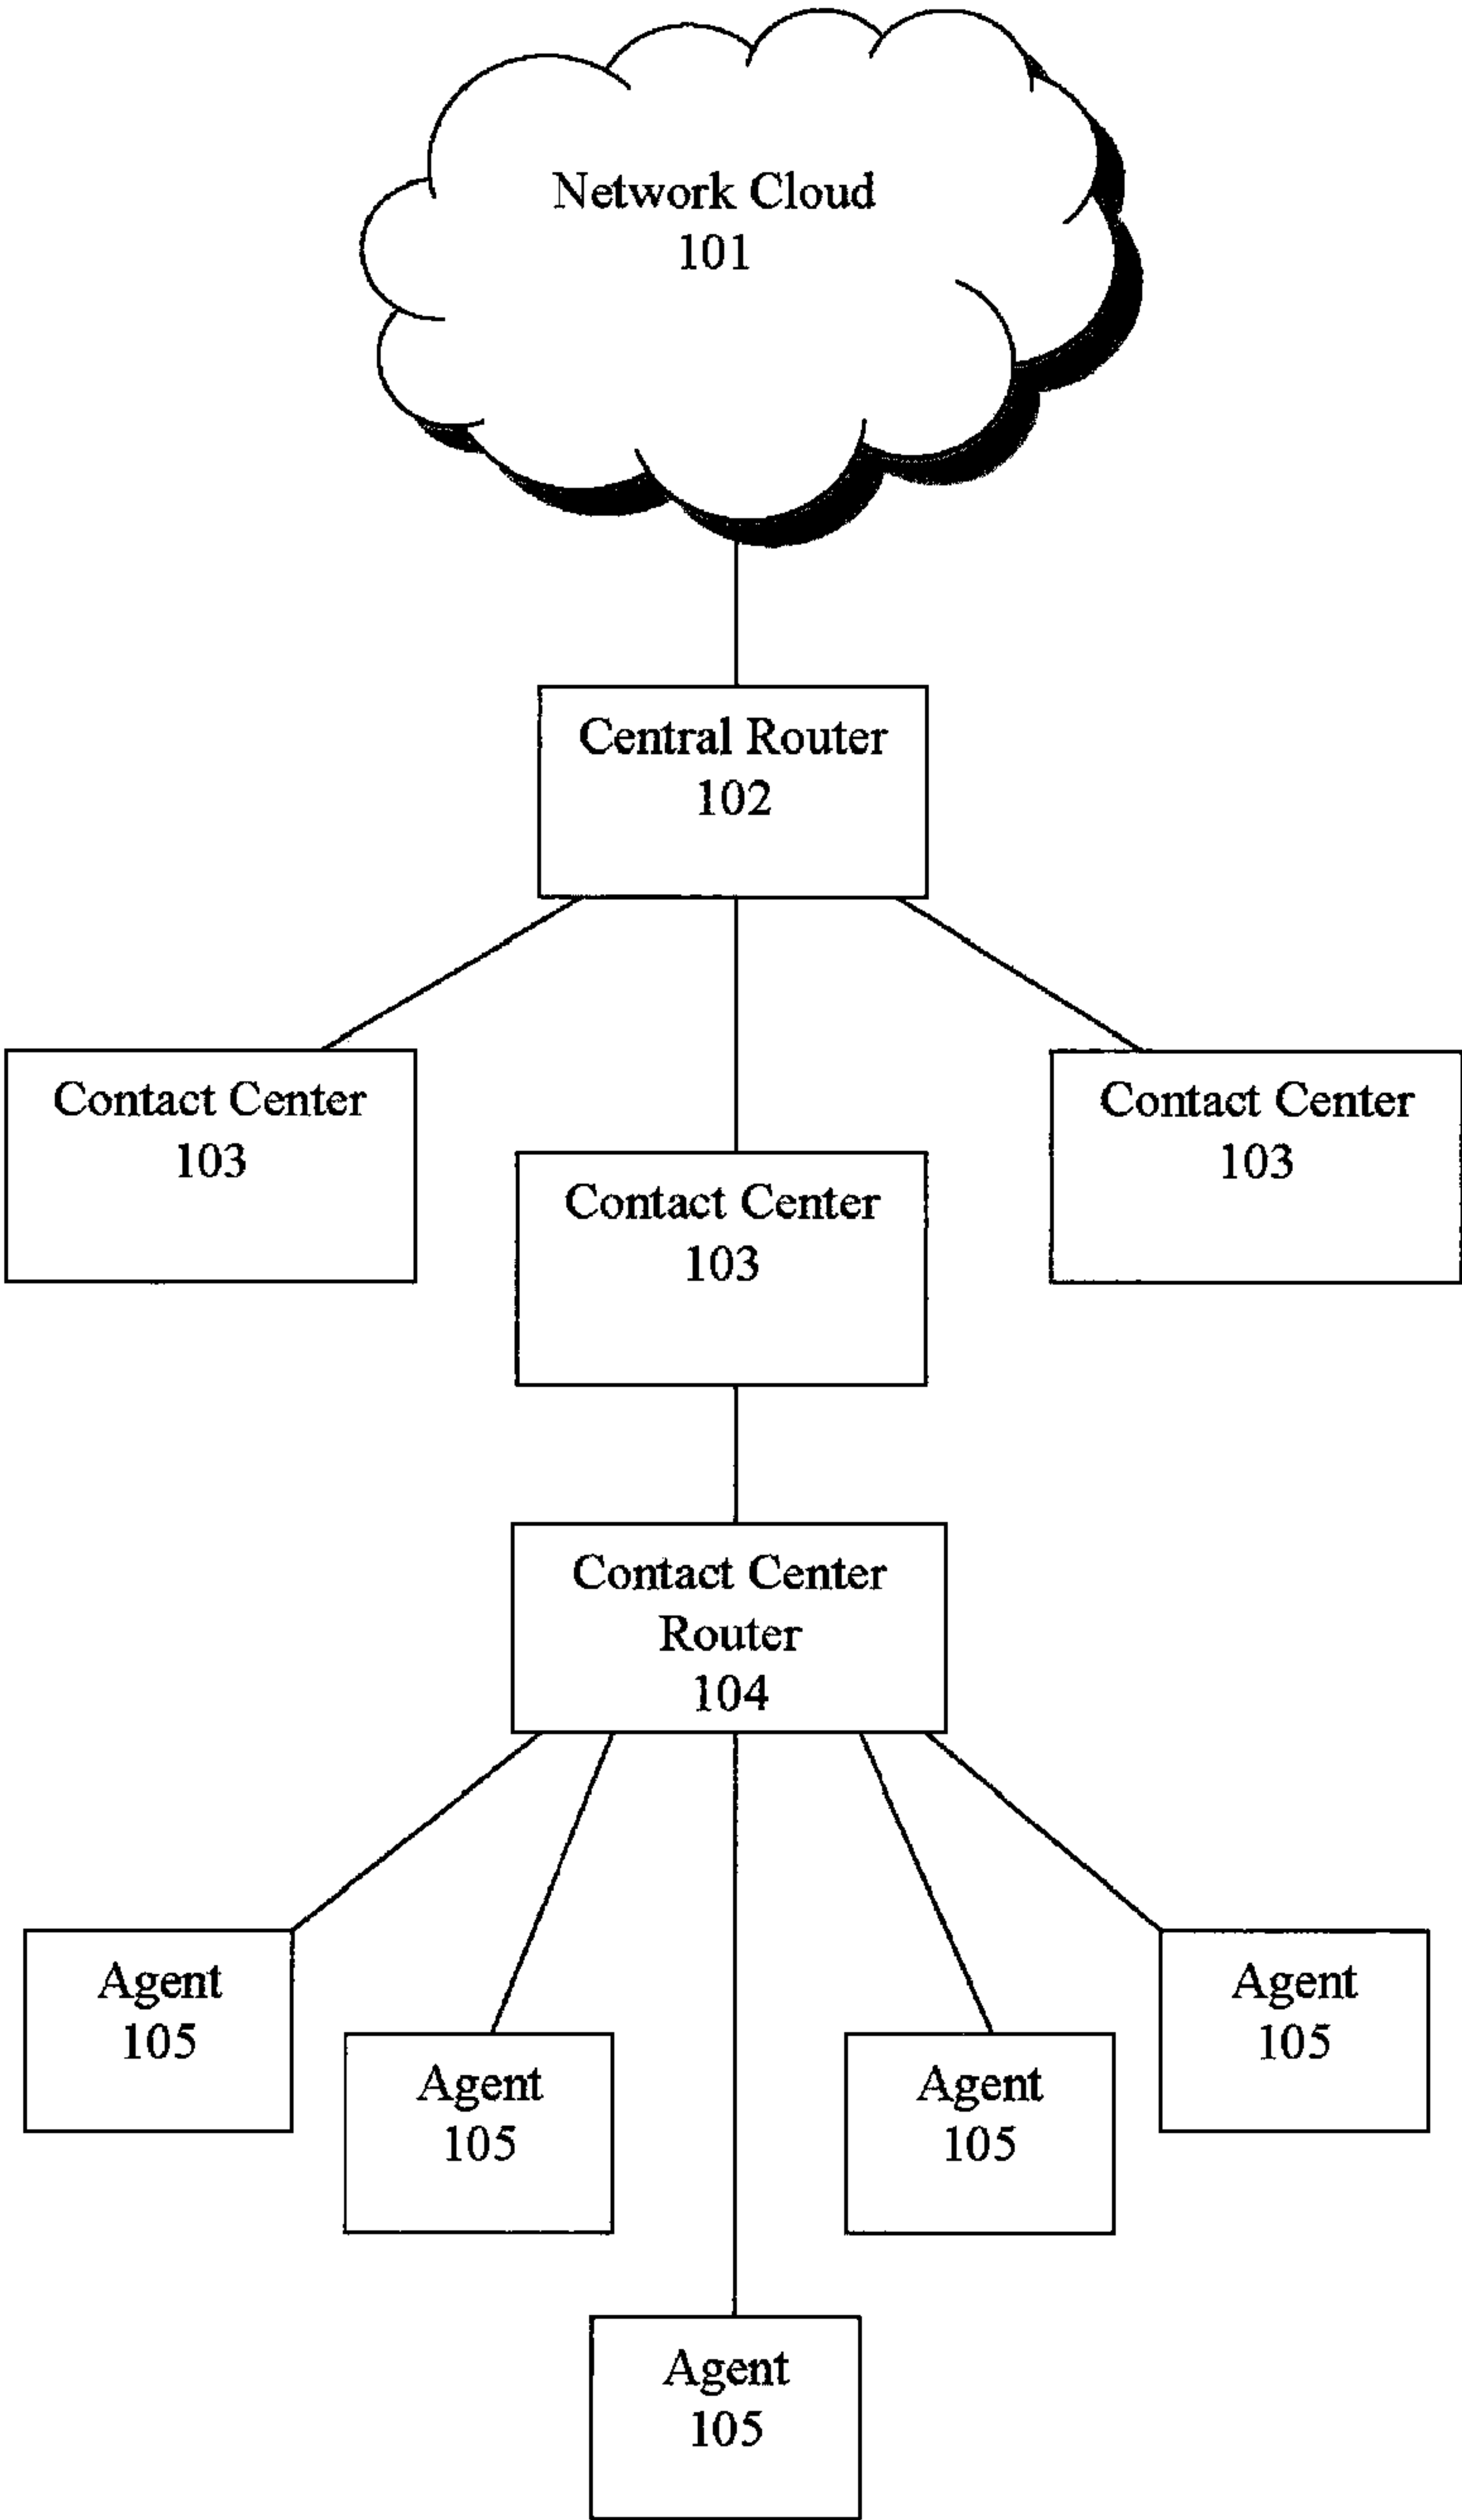 Network Cloud
101
Central Router
102
Contact Center
103
Contact Center
103
Contact Center
103
Contact Center
Router
104
Agent
105
Agent
105
Agent
105
Agent
105
Agent
105